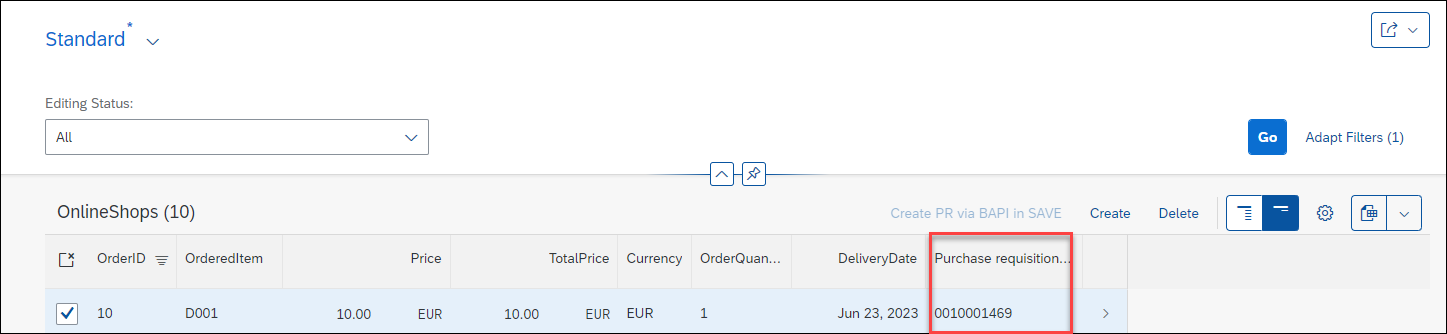 Standard*
Editing Status:
All
Go Adapt Filters (1)
OnlineShops (10) Create PR via BAPI in SAVE Create Delete
OrderID OrderedItem Price TotalPrice Currency OrderQuan... DeliveryDate Purchase requisition...
10 D001 10.00 EUR 10.00 EUR EUR 1 Jun 23, 2023 0010001469